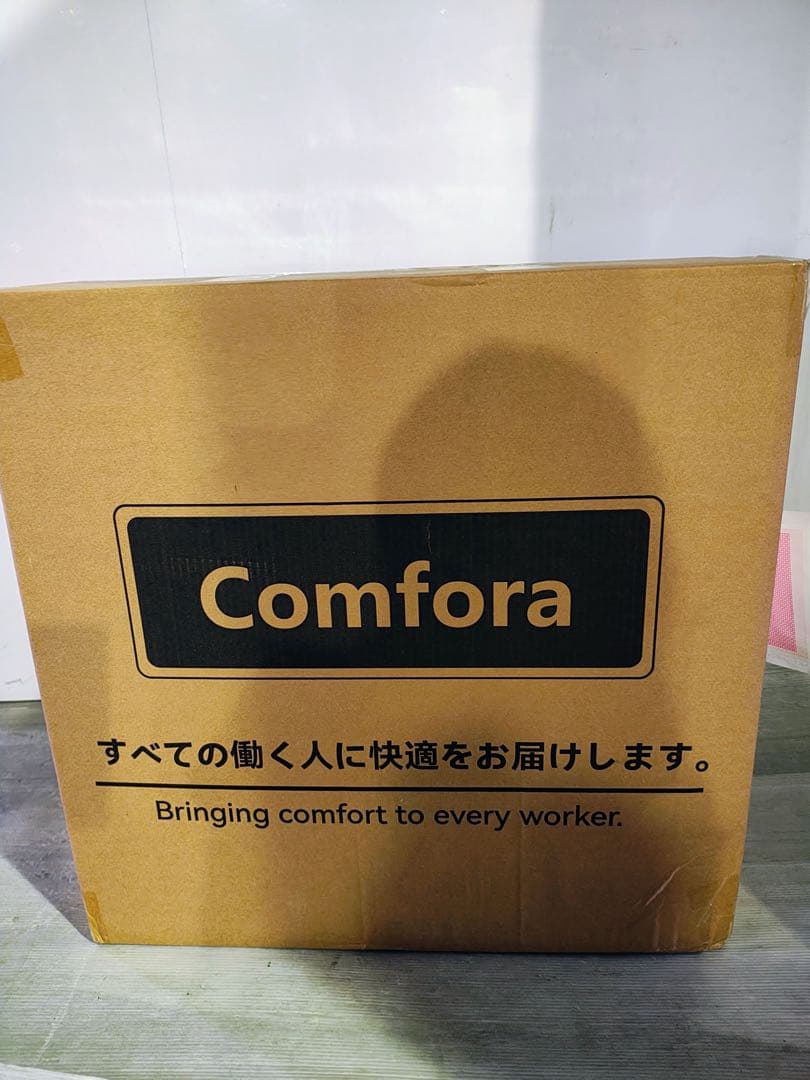 Comfora
すべての働く人に快適をお届けします。
Bringing comfort to every worker.